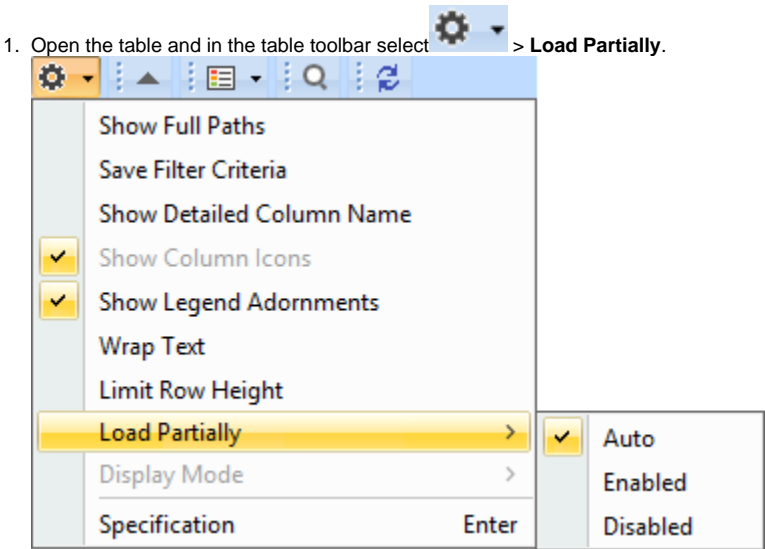 1. Open the table and in the table toolbar select > Load Partially.
Show Full Paths
Save Filter Criteria
Show Detailed Column Name
Show Column Icons
Show Legend Adornments
Wrap Text
Limit Row Height
Load Partially > Auto
Display Mode > Enabled
Specification Enter Disabled